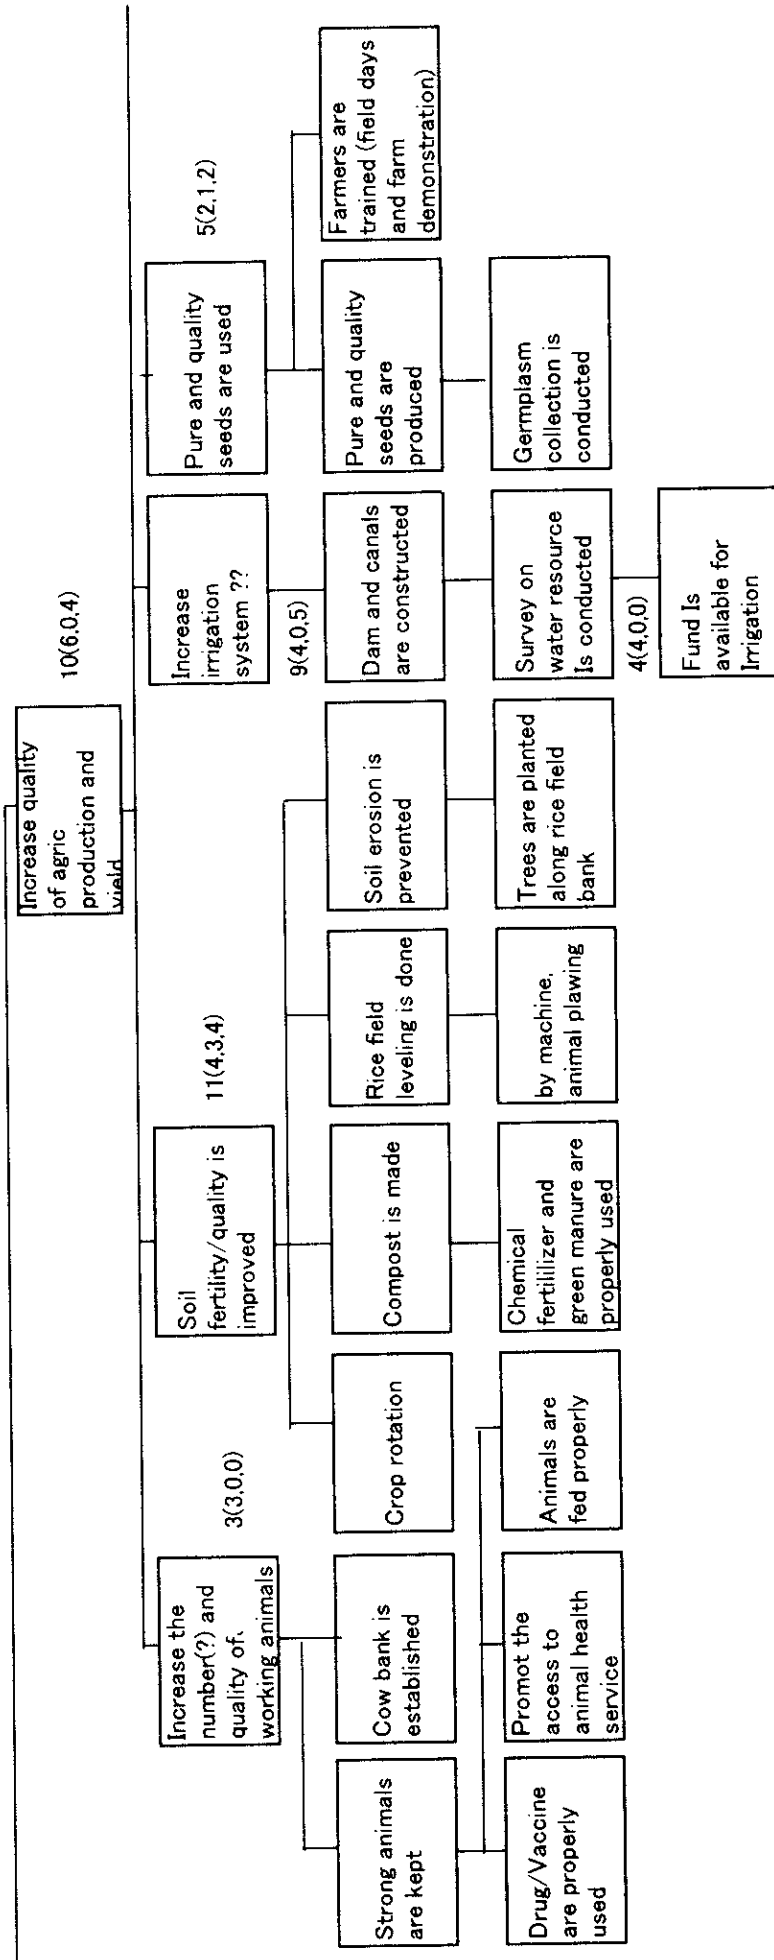 Increase quality
of agric
production and
yield
10(6,0,4)
Increase the
number(?) and
quality of
working animals
3(3,0,0)
Soil
fertility/quality is
improved
11(4,3,4)
Increase
irrigation
system ??
9(4,0,5)
Pure and quality
seeds are used
5(2,1,2)
Strong animals
are kept
Cow bank is
established
Crop rotation
Compost is made
Rice field
leveling is done
Soil erosion is
prevented
Dam and canals
are constructed
Pure and quality
seeds are
produced
Farmers are
trained (field days
and farm
demonstration)
Drug/Vaccine
are properly
used
Promot the
access to
animal health
service
Animals are
fed properly
Chemical
fertililizer and
green manure are
properly used
by machine,
animal plawing
Trees are planted
along rice field
bank
Survey on
water resource
Is conducted
4(4,0,0)
Germplasm
collection is
conducted
Fund Is
available for
Irrigation